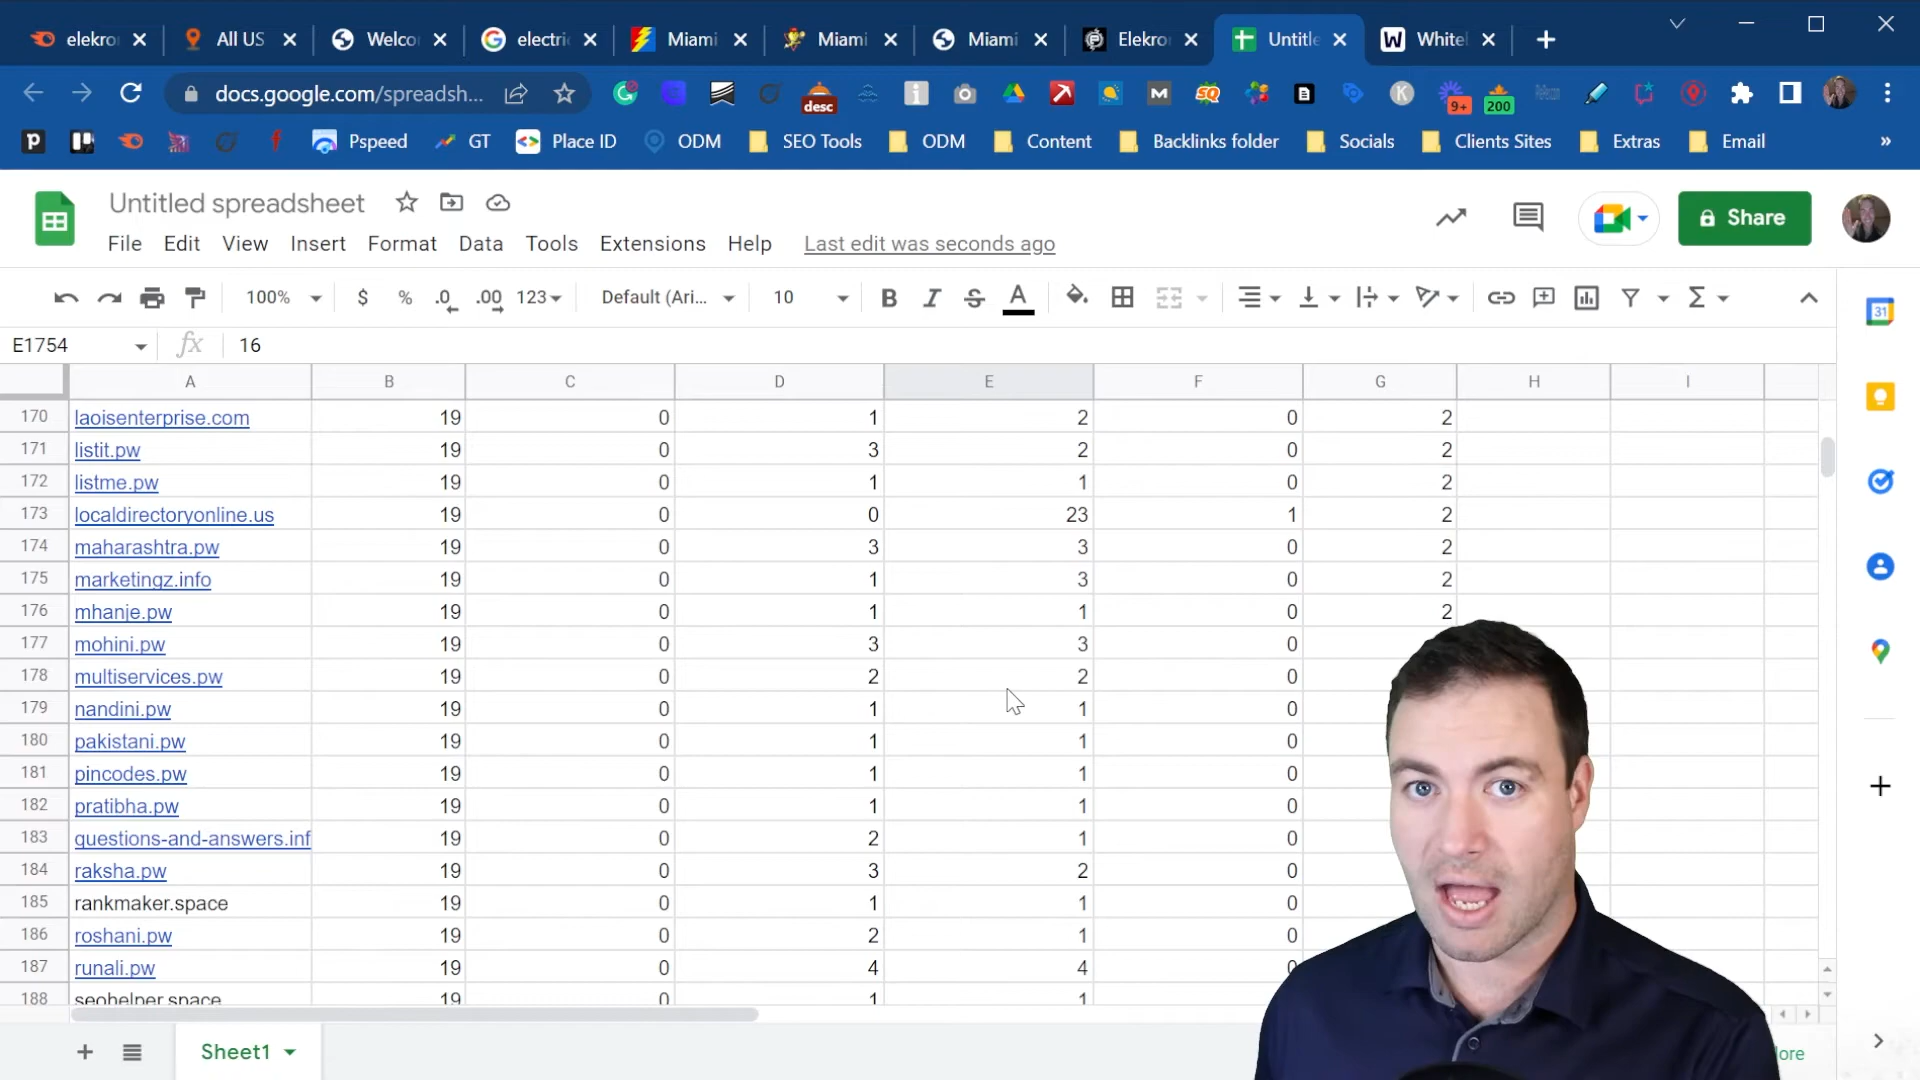 elekro
All US
Welco
electri
Miami
Miami
Miami
Elekro
Untitle
W
White
docs.google.com/spreadsh...
desc
SQ
K
9+
200
Pspeed
GT
Place ID
ODM
SEO Tools
ODM
Content
Backlinks folder
Socials
Clients Sites
Extras
Email
»
Untitled spreadsheet
Share
File
Edit
View
Insert
Format
Data
Tools
Extensions
Help
Last edit was seconds ago
100%
$
%
.0
.00
123
Default (Ari...
10
B
I
S
A
Σ
31
E1754
fx
16
A B C D E F G H I
170 laoisenterprise.com 19 0 1 2 0 2
171 listit.pw 19 0 3 2 0 2
172 listme.pw 19 0 1 1 0 2
173 localdirectoryonline.us 19 0 0 23 1 2
174 maharashtra.pw 19 0 3 3 0 2
175 marketingz.info 19 0 1 3 0 2
176 mhanje.pw 19 0 1 1 0 2
177 mohini.pw 19 0 3 3 0
178 multiservices.pw 19 0 2 2 0
179 nandini.pw 19 0 1 1 0
180 pakistani.pw 19 0 1 1 0
181 pincodes.pw 19 0 1 1 0
182 pratibha.pw 19 0 1 1 0
183 questions-and-answers.inf 19 0 2 1 0
184 raksha.pw 19 0 3 2 0
185 rankmaker.space 19 0 1 1 0
186 roshani.pw 19 0 2 1 0
187 runali.pw 19 0 4 4 0
188 seohelper.space 19 0 1 1
Sheet1
ore